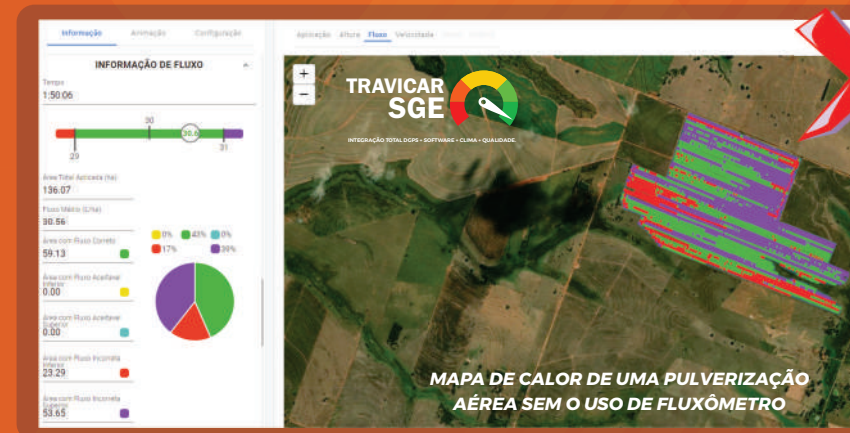 Informação Animação Configuração
INFORMAÇÃO DE FLUXO
Tempo
1:50:06
30
30.6
29
31
Área Total Aplicada (ha)
136.07
Fluxo Médio (L/ha)
30.56
0% 43% 0%
17% 39%
Área com Fluxo Correto
59.13
Área com Fluxo Aceitável
Inferior
0.00
Área com Fluxo Aceitável
Superior
0.00
Área com Fluxo Incorreta
Inferior
23.29
Área com Fluxo Incorreta
Superior
53.65
Aplicação Altura Fluxo Velocidade
+
−
TRAVICAR
SGE
INTEGRAÇÃO TOTAL DGPS + SOFTWARE + CLIMA + QUALIDADE
MAPA DE CALOR DE UMA PULVERIZAÇÃO
AÉREA SEM O USO DE FLUXÔMETRO